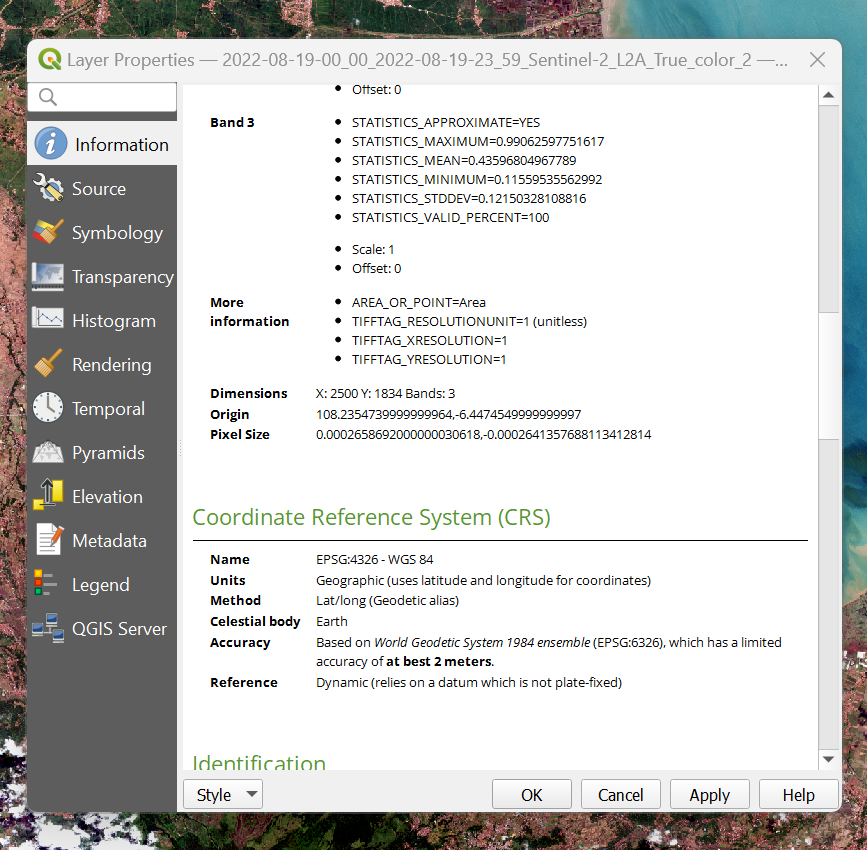 Layer Properties — 2022-08-19-00_00_2022-08-19-23_59_Sentinel-2_L2A_True_color_2 —...
Information
Source
Symbology
Transparency
Histogram
Rendering
Temporal
Pyramids
Elevation
Metadata
Legend
QGIS Server
• Offset: 0
Band 3
• STATISTICS_APPROXIMATE=YES
• STATISTICS_MAXIMUM=0.99062597751617
• STATISTICS_MEAN=0.43596804967789
• STATISTICS_MINIMUM=0.11559535562992
• STATISTICS_STDDEV=0.12150328108816
• STATISTICS_VALID_PERCENT=100
• Scale: 1
• Offset: 0
More information
• AREA_OR_POINT=Area
• TIFFTAG_RESOLUTIONUNIT=1 (unitless)
• TIFFTAG_XRESOLUTION=1
• TIFFTAG_YRESOLUTION=1
Dimensions X: 2500 Y: 1834 Bands: 3
Origin 108.2354739999999964,-6.4474549999999997
Pixel Size 0.0002658692000000030618,-0.0002641357688113412814
Coordinate Reference System (CRS)
Name EPSG:4326 - WGS 84
Units Geographic (uses latitude and longitude for coordinates)
Method Lat/long (Geodetic alias)
Celestial body Earth
Accuracy Based on World Geodetic System 1984 ensemble (EPSG:6326), which has a limited
accuracy of at best 2 meters.
Reference Dynamic (relies on a datum which is not plate-fixed)
Identification
Style
OK
Cancel
Apply
Help